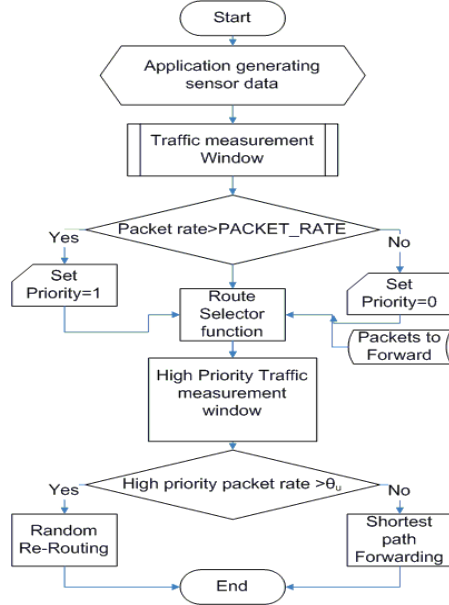 Start
Application generating
sensor data
Traffic measurement
Window
Packet rate>PACKET_RATE
Yes
No
Set
Priority=1
Set
Priority=0
Route
Selector
function
Packets to
Forward
High Priority Traffic
measurement
window
High priority packet rate >θu
Yes
No
Random
Re-Routing
Shortest
path
Forwarding
End